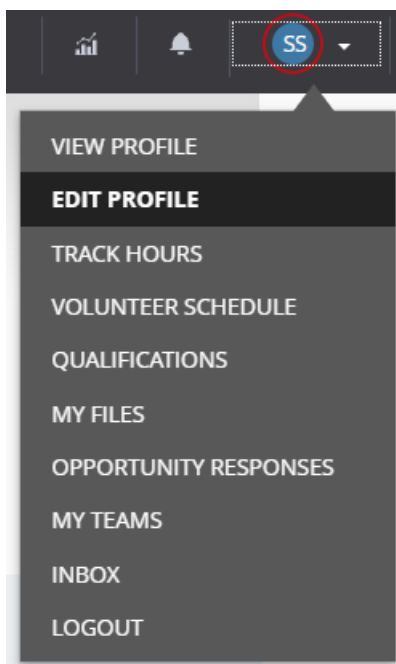 SS
VIEW PROFILE
EDIT PROFILE
TRACK HOURS
VOLUNTEER SCHEDULE
QUALIFICATIONS
MY FILES
OPPORTUNITY RESPONSES
MY TEAMS
INBOX
LOGOUT